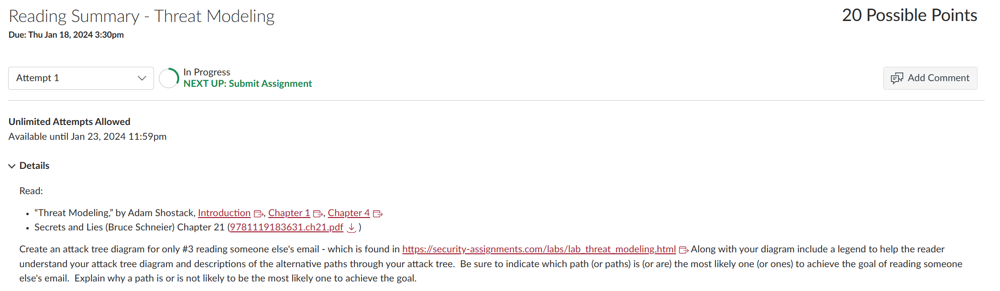 Reading Summary - Threat Modeling
20 Possible Points
Due: Thu Jan 18, 2024 3:30pm
Attempt 1
In Progress
NEXT UP: Submit Assignment
Add Comment
Unlimited Attempts Allowed
Available until Jan 23, 2024 11:59pm
Details
Read:
• “Threat Modeling,” by Adam Shostack, Introduction, Chapter 1, Chapter 4
• Secrets and Lies (Bruce Schneier) Chapter 21 (9781119183631.ch21.pdf )
Create an attack tree diagram for only #3 reading someone else's email - which is found in https://security-assignments.com/labs/lab_threat_modeling.html Along with your diagram include a legend to help the reader
understand your attack tree diagram and descriptions of the alternative paths through your attack tree.  Be sure to indicate which path (or paths) is (or are) the most likely one (or ones) to achieve the goal of reading someone
else's email.  Explain why a path is or is not likely to be the most likely one to achieve the goal.